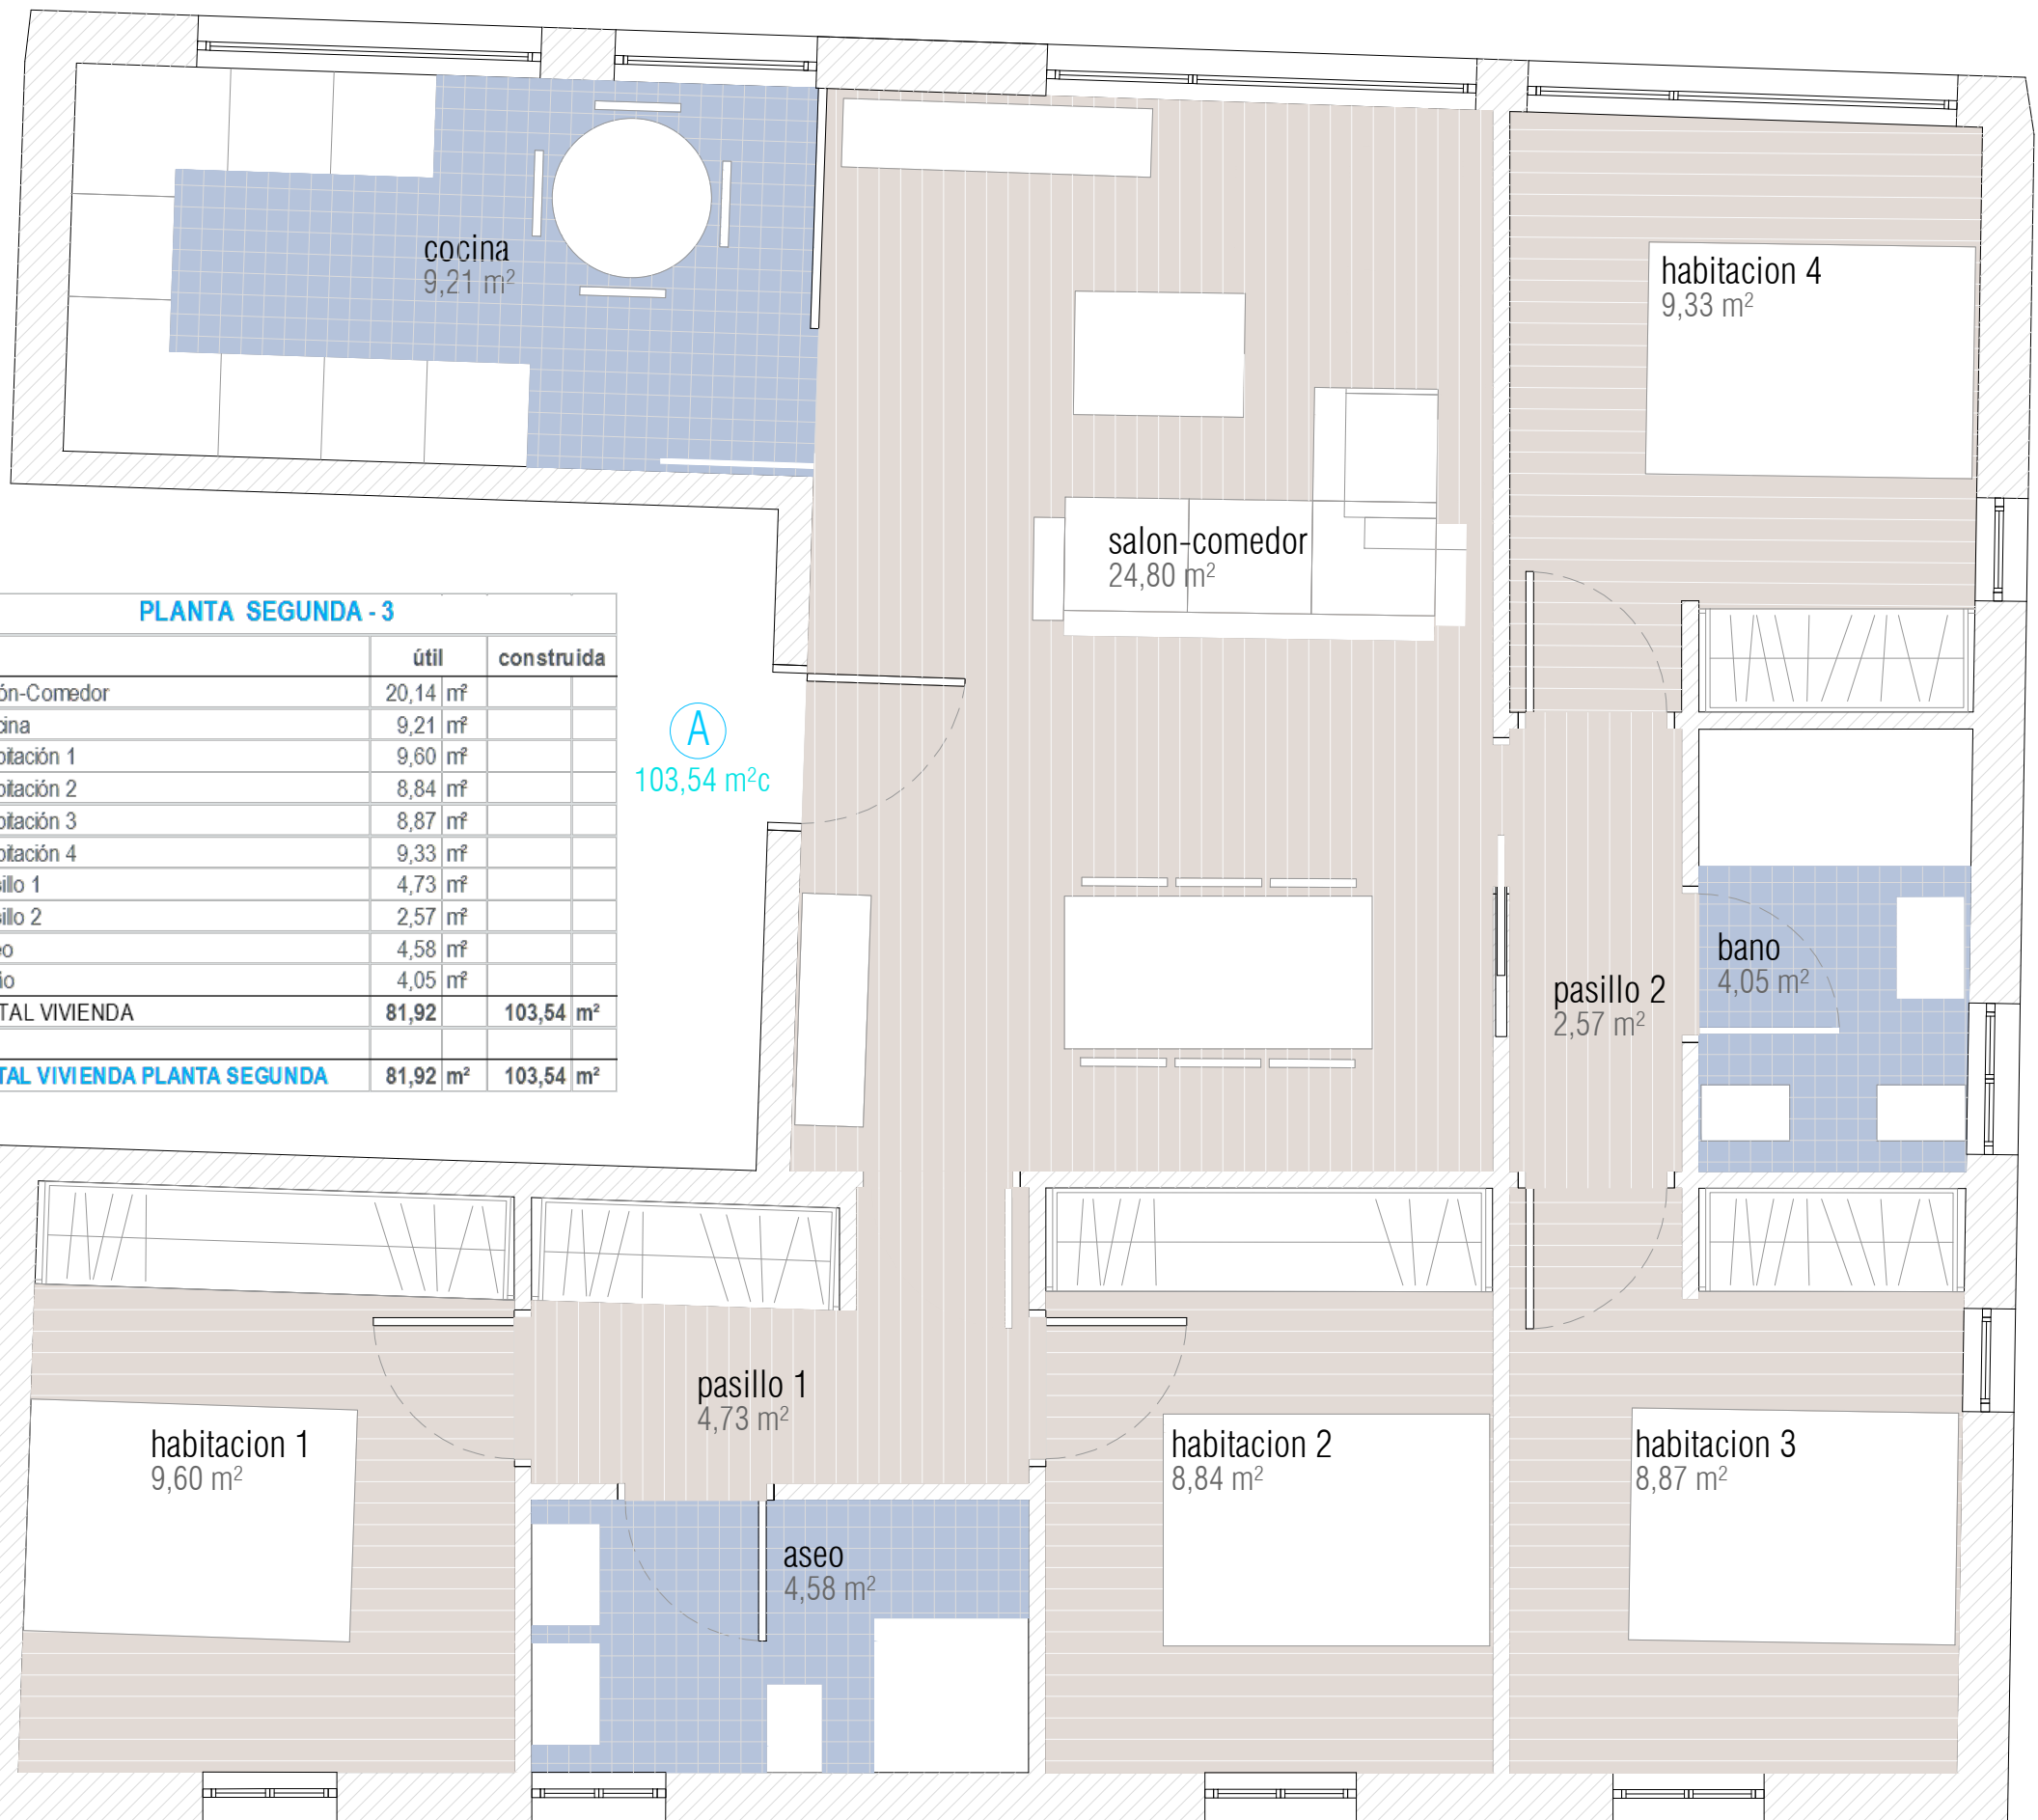 cocina
9,21 m²
habitacion 4
9,33 m²
salon-comedor
24,80 m²
PLANTA SEGUNDA - 3
útil construida
ón-Comedor 20,14 m²
cina 9,21 m²
bitación 1 9,60 m²
bitación 2 8,84 m²
bitación 3 8,87 m²
bitación 4 9,33 m²
sillo 1 4,73 m²
sillo 2 2,57 m²
eo 4,58 m²
ño 4,05 m²
TAL VIVIENDA 81,92 103,54 m²
TAL VIVIENDA PLANTA SEGUNDA 81,92 m² 103,54 m²
A
103,54 m²c
bano
4,05 m²
pasillo 2
2,57 m²
pasillo 1
4,73 m²
habitacion 1
9,60 m²
habitacion 2
8,84 m²
habitacion 3
8,87 m²
aseo
4,58 m²